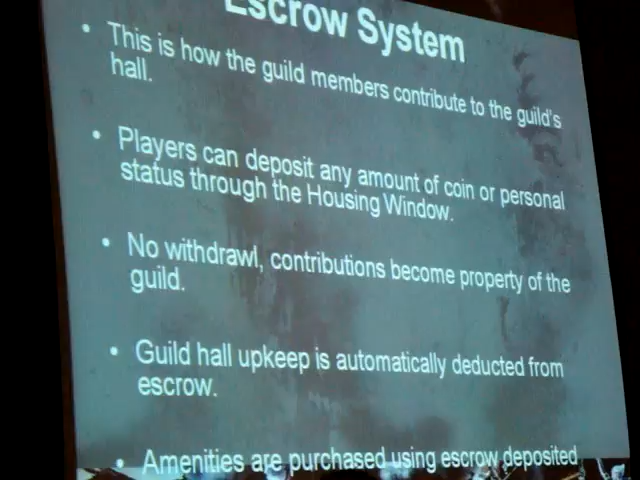 Escrow System
• This is how the guild members contribute to the guild's
hall.
• Players can deposit any amount of coin or personal
status through the Housing Window.
• No withdrawl, contributions become property of the
guild.
• Guild hall upkeep is automatically deducted from
escrow.
• Amenities are purchased using escrow deposited